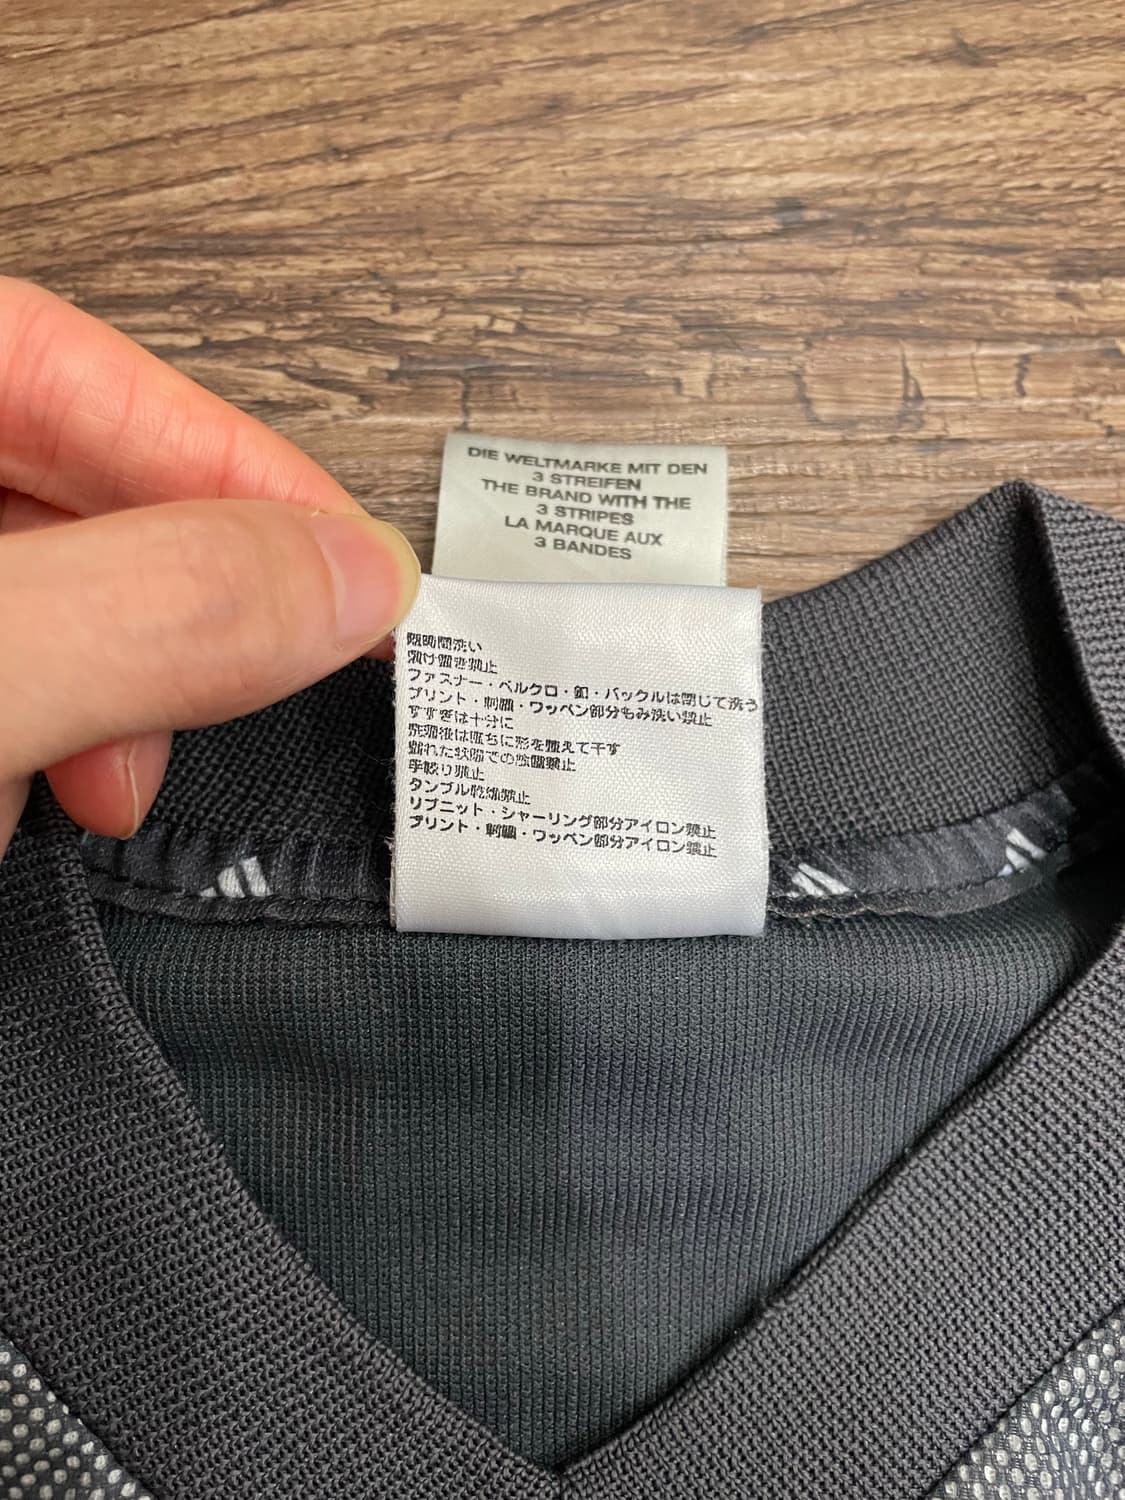 DIE WELTMARKE MIT DEN
3 STREIFEN
THE BRAND WITH THE
3 STRIPES
LA MARQUE AUX
3 BANDES
短時間洗い
漬け置き禁止
ファスナー・ベルクロ・釦・バックルは閉じて洗う
プリント・刺繍・ワッペン部分もみ洗い禁止
すすぎは十分に
洗濯後は直ちに形を整えて干す
濡れた状態での放置禁止
手絞り禁止
タンブル乾燥禁止
リブニット・シャーリング部分アイロン禁止
プリント・刺繍・ワッペン部分アイロン禁止